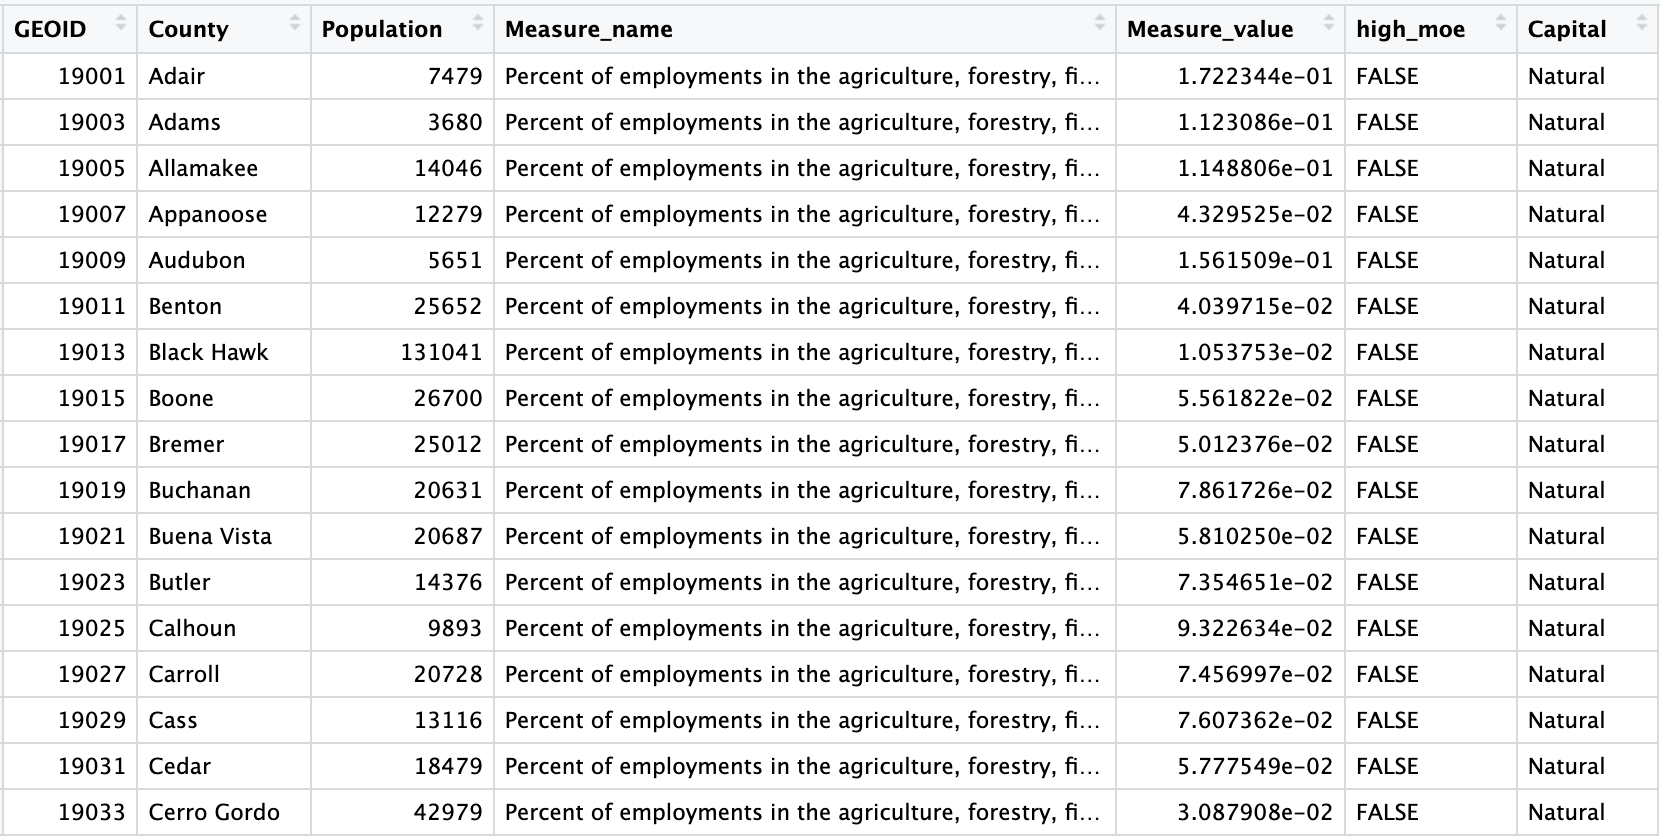 GEOID County Population Measure_name Measure_value high_moe Capital
19001 Adair 7479 Percent of employments in the agriculture, forestry, fi... 1.722344e-01 FALSE Natural
19003 Adams 3680 Percent of employments in the agriculture, forestry, fi... 1.123086e-01 FALSE Natural
19005 Allamakee 14046 Percent of employments in the agriculture, forestry, fi... 1.148806e-01 FALSE Natural
19007 Appanoose 12279 Percent of employments in the agriculture, forestry, fi... 4.329525e-02 FALSE Natural
19009 Audubon 5651 Percent of employments in the agriculture, forestry, fi... 1.561509e-01 FALSE Natural
19011 Benton 25652 Percent of employments in the agriculture, forestry, fi... 4.039715e-02 FALSE Natural
19013 Black Hawk 131041 Percent of employments in the agriculture, forestry, fi... 1.053753e-02 FALSE Natural
19015 Boone 26700 Percent of employments in the agriculture, forestry, fi... 5.561822e-02 FALSE Natural
19017 Bremer 25012 Percent of employments in the agriculture, forestry, fi... 5.012376e-02 FALSE Natural
19019 Buchanan 20631 Percent of employments in the agriculture, forestry, fi... 7.861726e-02 FALSE Natural
19021 Buena Vista 20687 Percent of employments in the agriculture, forestry, fi... 5.810250e-02 FALSE Natural
19023 Butler 14376 Percent of employments in the agriculture, forestry, fi... 7.354651e-02 FALSE Natural
19025 Calhoun 9893 Percent of employments in the agriculture, forestry, fi... 9.322634e-02 FALSE Natural
19027 Carroll 20728 Percent of employments in the agriculture, forestry, fi... 7.456997e-02 FALSE Natural
19029 Cass 13116 Percent of employments in the agriculture, forestry, fi... 7.607362e-02 FALSE Natural
19031 Cedar 18479 Percent of employments in the agriculture, forestry, fi... 5.777549e-02 FALSE Natural
19033 Cerro Gordo 42979 Percent of employments in the agriculture, forestry, fi... 3.087908e-02 FALSE Natural